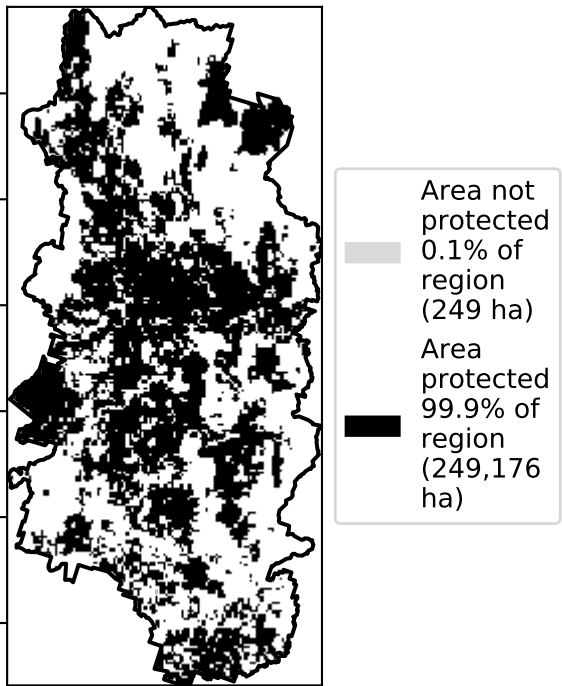 Area not
protected
0.1% of
region
(249 ha)
Area
protected
99.9% of
region
(249,176
ha)